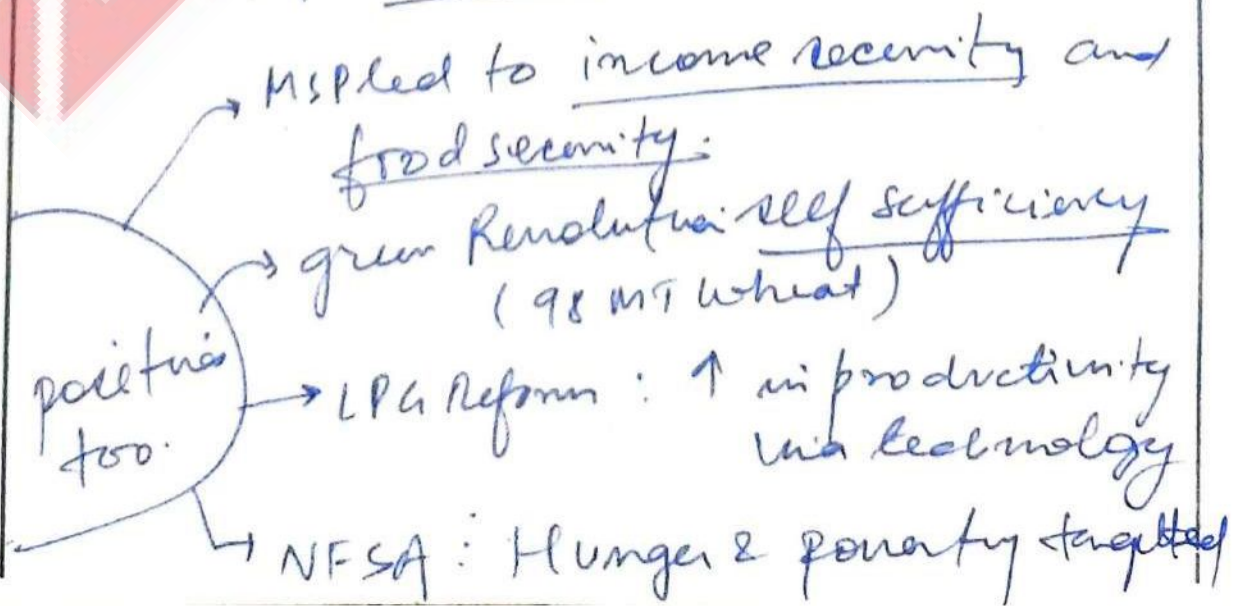 MSP led to income security and
food security.
green Revolution self sufficiency
(98 MT wheat)
positives
too.
LPG Reform : ↑ in productivity
via technology
NFSA : Hunger & poverty targetted